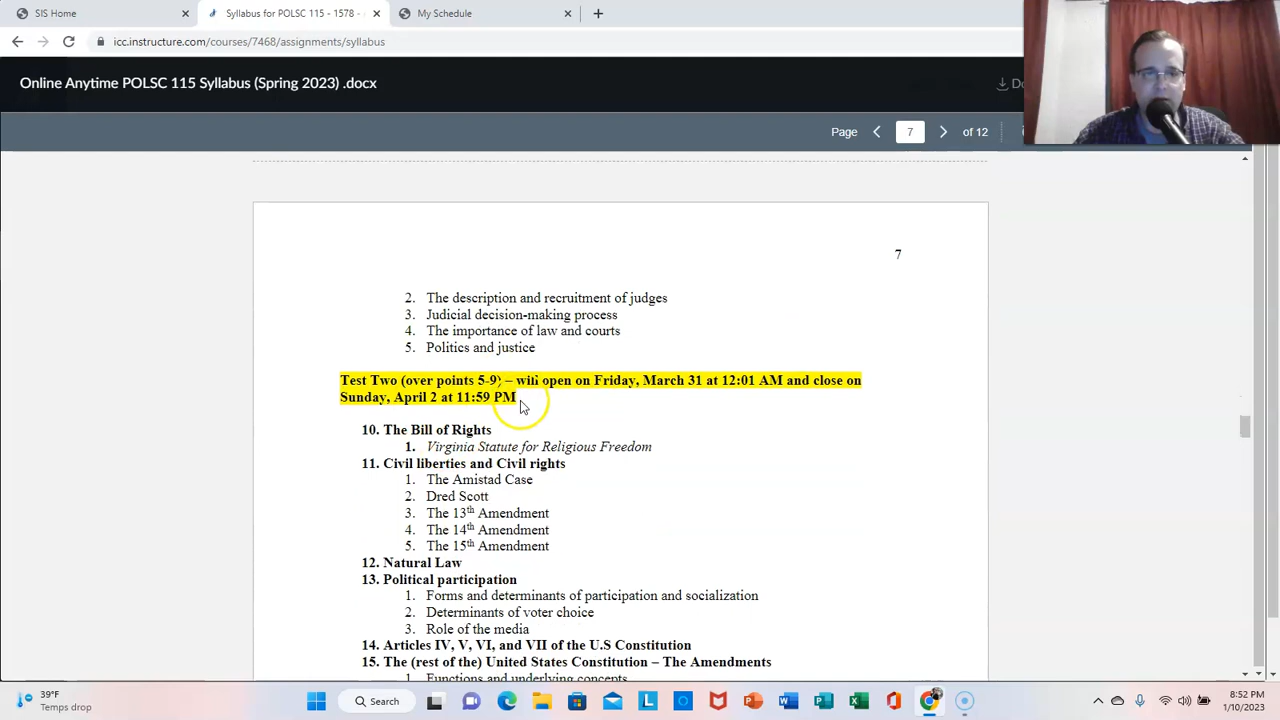 SIS Home
Syllabus for POLSC 115 - 1578 -
My Schedule
icc.instructure.com/courses/7468/assignments/syllabus
Online Anytime POLSC 115 Syllabus (Spring 2023) .docx
Page 7 of 12
7
2. The description and recruitment of judges
3. Judicial decision-making process
4. The importance of law and courts
5. Politics and justice
Test Two (over points 5-9) – will open on Friday, March 31 at 12:01 AM and close on
Sunday, April 2 at 11:59 PM
10. The Bill of Rights
1. Virginia Statute for Religious Freedom
11. Civil liberties and Civil rights
1. The Amistad Case
2. Dred Scott
3. The 13th Amendment
4. The 14th Amendment
5. The 15th Amendment
12. Natural Law
13. Political participation
1. Forms and determinants of participation and socialization
2. Determinants of voter choice
3. Role of the media
14. Articles IV, V, VI, and VII of the U.S Constitution
15. The (rest of the) United States Constitution – The Amendments
1. Functions and underlying concepts
39°F
Temps drop
Search
8:52 PM
1/10/2023